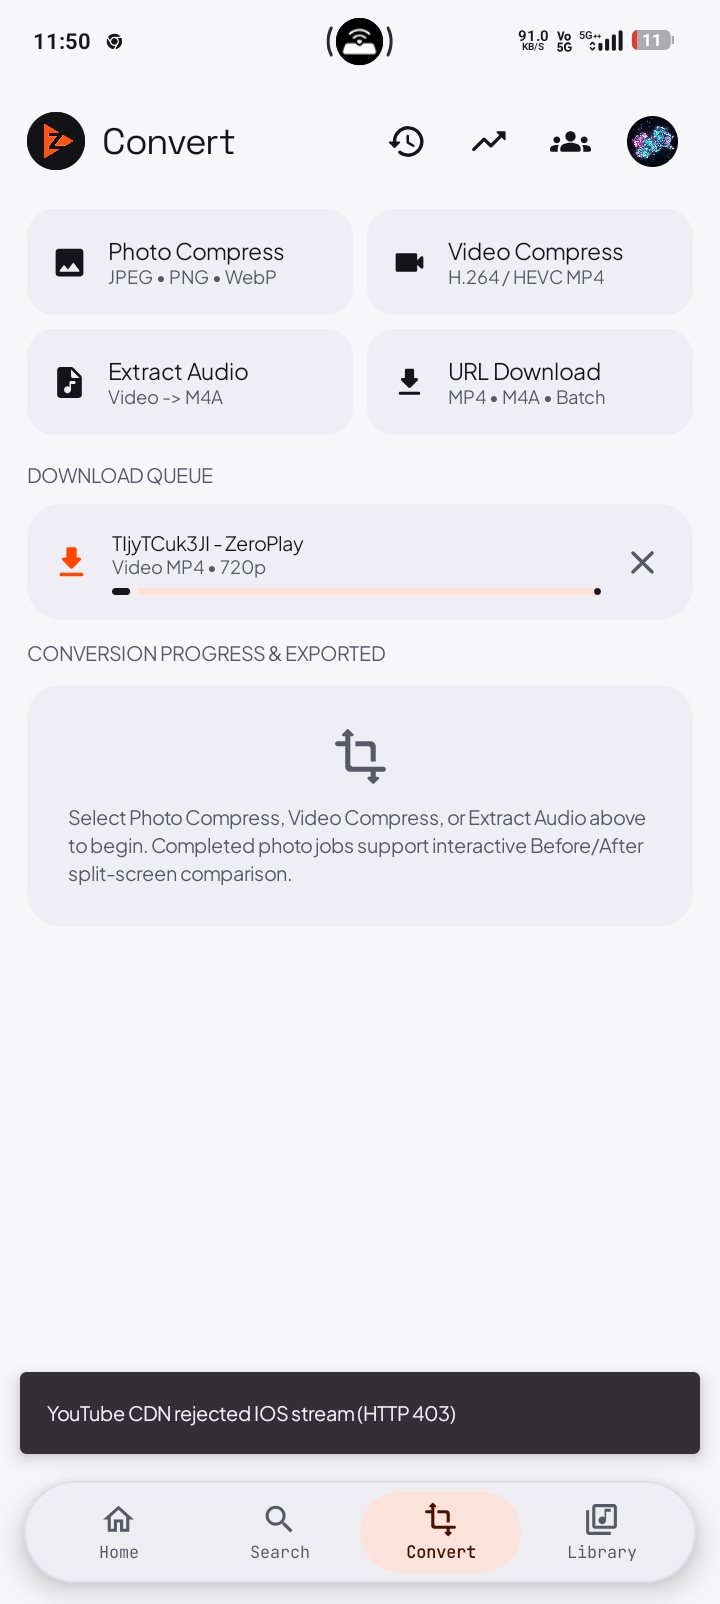 11:50
91.0
KB/S
Vo
5G
5G++
11
Convert
Photo Compress
JPEG • PNG • WebP
Video Compress
H.264 / HEVC MP4
Extract Audio
Video -> M4A
URL Download
MP4 • M4A • Batch
DOWNLOAD QUEUE
TIjyTCuk3JI - ZeroPlay
Video MP4 • 720p
CONVERSION PROGRESS & EXPORTED
Select Photo Compress, Video Compress, or Extract Audio above
to begin. Completed photo jobs support interactive Before/After
split-screen comparison.
YouTube CDN rejected IOS stream (HTTP 403)
Home
Search
Convert
Library